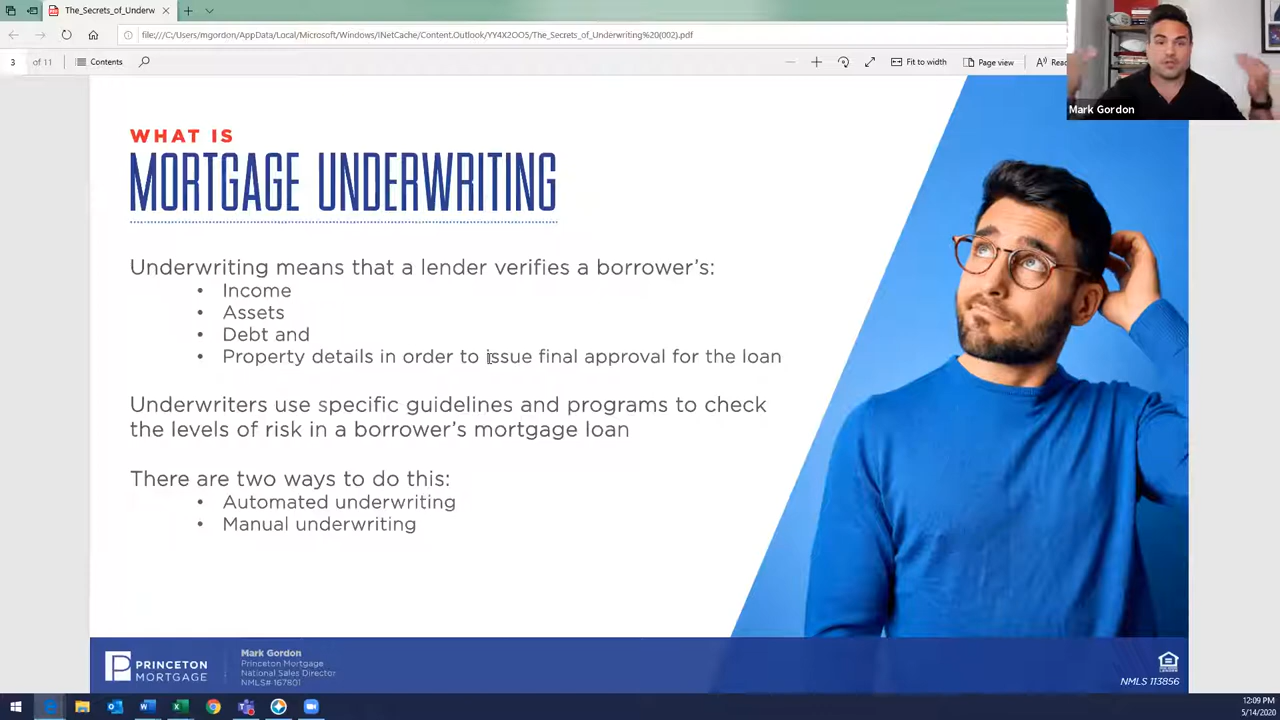 The_Secrets_of_Underw
file:///C:/Users/mgordon/AppData/Local/Microsoft/Windows/INetCache/Content.Outlook/YY4X2OO5/The_Secrets_of_Underwriting%20(002).pdf
3 of 11
Contents
Fit to width
Page view
Mark Gordon
WHAT IS
MORTGAGE UNDERWRITING
Underwriting means that a lender verifies a borrower's:
• Income
• Assets
• Debt and
• Property details in order to issue final approval for the loan
Underwriters use specific guidelines and programs to check
the levels of risk in a borrower's mortgage loan
There are two ways to do this:
• Automated underwriting
• Manual underwriting
PRINCETON
MORTGAGE
Mark Gordon
Princeton Mortgage
National Sales Director
NMLS# 167801
NMLS 113856
12:09 PM
5/14/2020